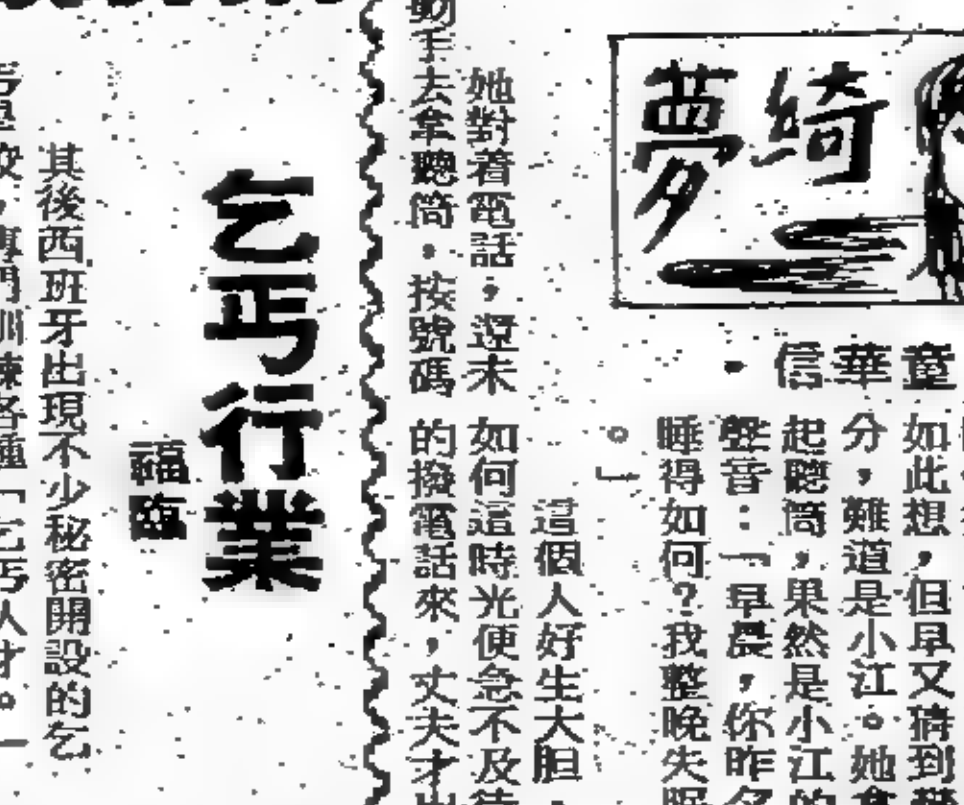 綺夢
童華信
如此想，但早又猜到
分，難道是小江。她拿
起聽筒，果然是小江的
聲音：「早晨，你昨夕
睡得如何？我整晚失眠
。」
她對着電話，還未
動手去拿聽筒，按號碼
這個人好生大胆，
如何這時光便急不及待
的撥電話來，丈夫才出
乞丐行業
福臨
其後西班牙出現不少秘密開設的乞
專門訓練各種「乞丐人才。一